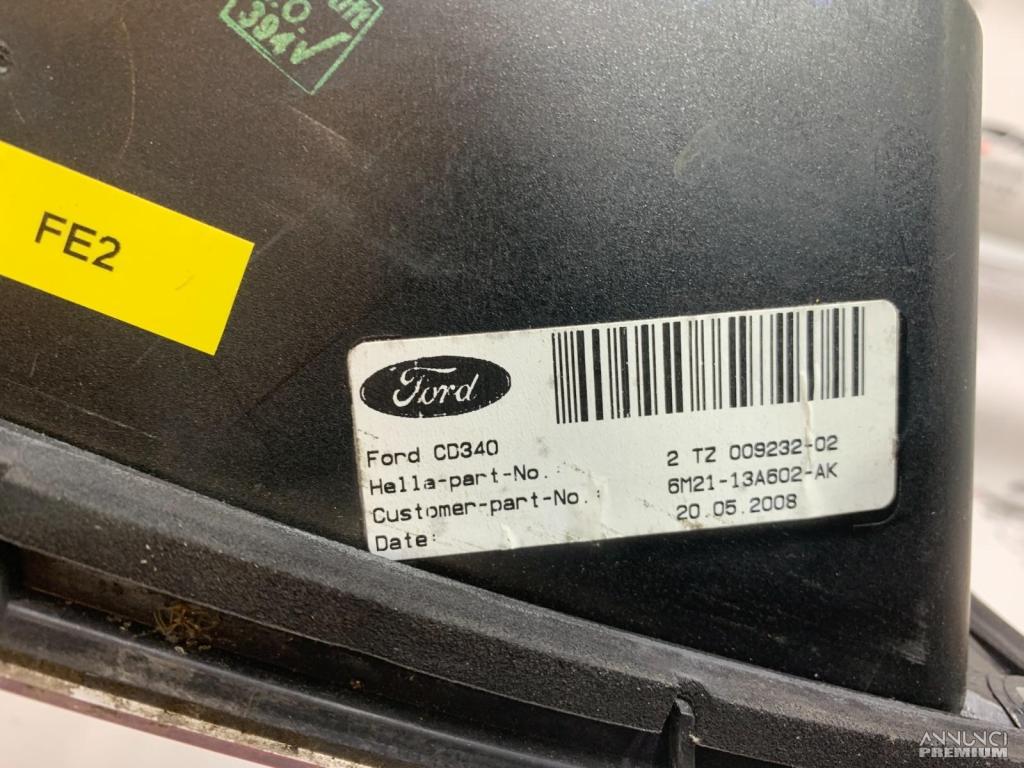 .0.
394√
FE2
Ford
Ford CD340
Hella-part-No.: 2 TZ 009232-02
Customer-part-No.: 6M21-13A602-AK
Date: 20.05.2008
ANNUNCI
PREMIUM